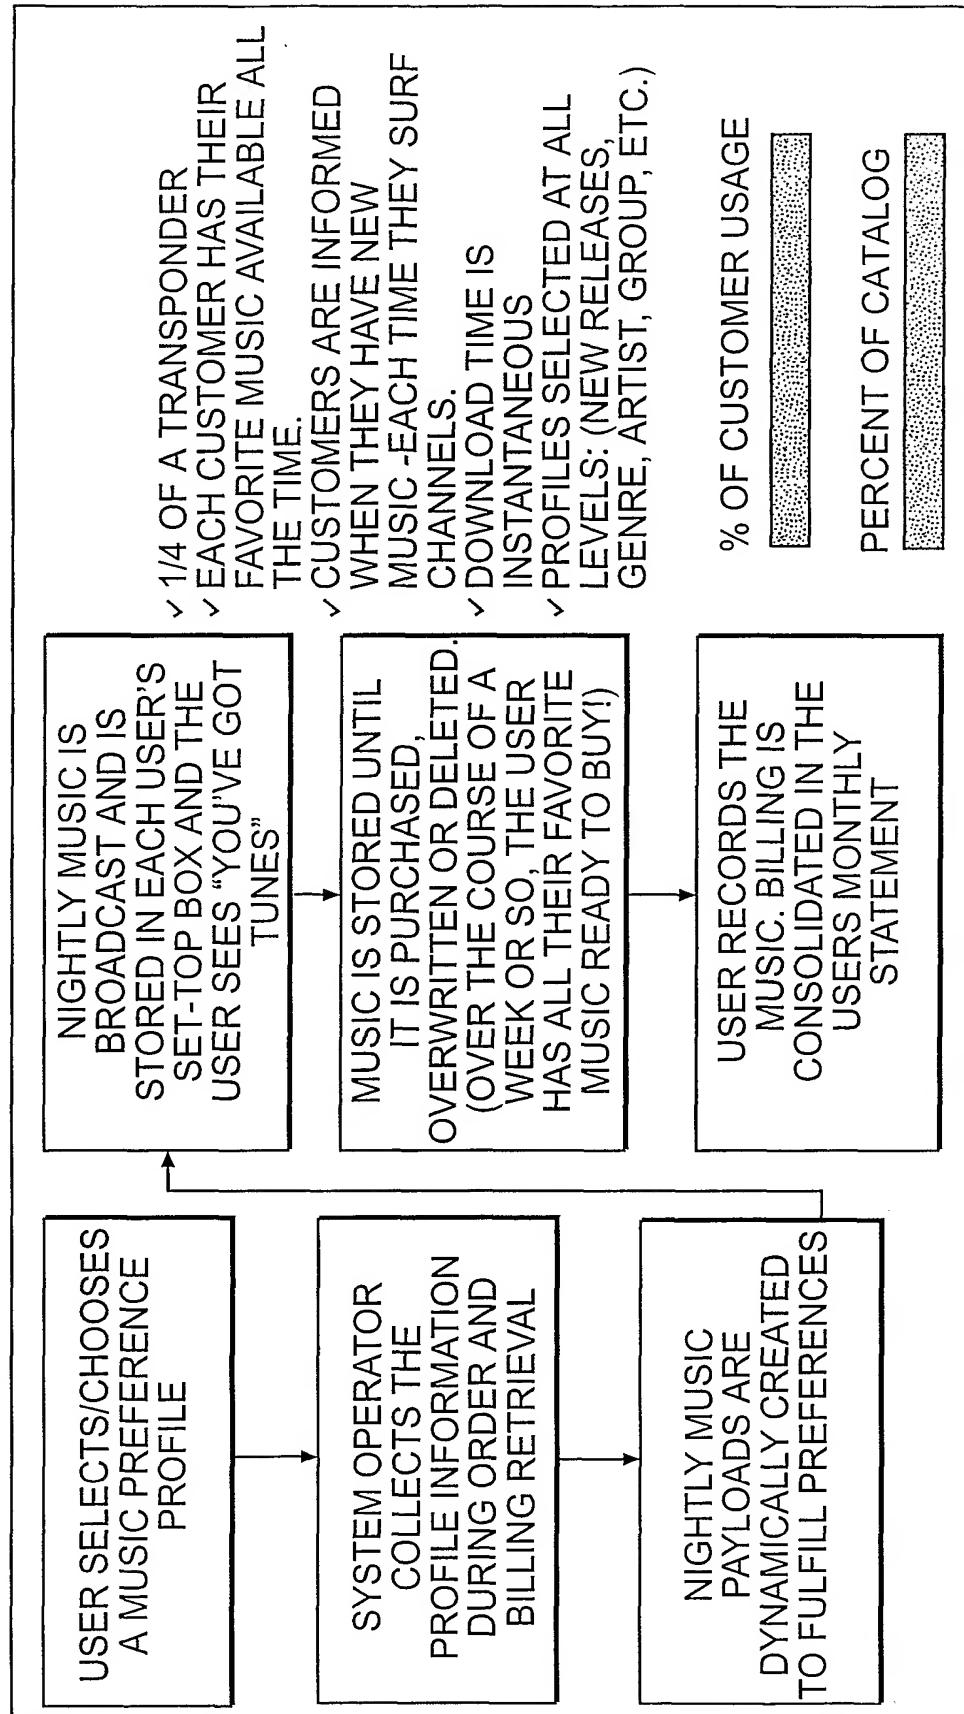 USER SELECTS/CHOOSES
A MUSIC PREFERENCE
PROFILE
SYSTEM OPERATOR
COLLECTS THE
PROFILE INFORMATION
DURING ORDER AND
BILLING RETRIEVAL
NIGHTLY MUSIC
PAYLOADS ARE
DYNAMICALLY CREATED
TO FULFILL PREFERENCES
NIGHTLY MUSIC IS
BROADCAST AND IS
STORED IN EACH USER'S
SET-TOP BOX AND THE
USER SEES “YOU'VE GOT
TUNES”
MUSIC IS STORED UNTIL
IT IS PURCHASED,
OVERWRITTEN OR DELETED.
(OVER THE COURSE OF A
WEEK OR SO, THE USER
HAS ALL THEIR FAVORITE
MUSIC READY TO BUY!)
USER RECORDS THE
MUSIC. BILLING IS
CONSOLIDATED IN THE
USERS MONTHLY
STATEMENT
✓ 1/4 OF A TRANSPONDER
✓ EACH CUSTOMER HAS THEIR
FAVORITE MUSIC AVAILABLE ALL
THE TIME.
✓ CUSTOMERS ARE INFORMED
WHEN THEY HAVE NEW
MUSIC -EACH TIME THEY SURF
CHANNELS.
✓ DOWNLOAD TIME IS
INSTANTANEOUS
✓ PROFILES SELECTED AT ALL
LEVELS: (NEW RELEASES,
GENRE, ARTIST, GROUP, ETC.)
% OF CUSTOMER USAGE
PERCENT OF CATALOG